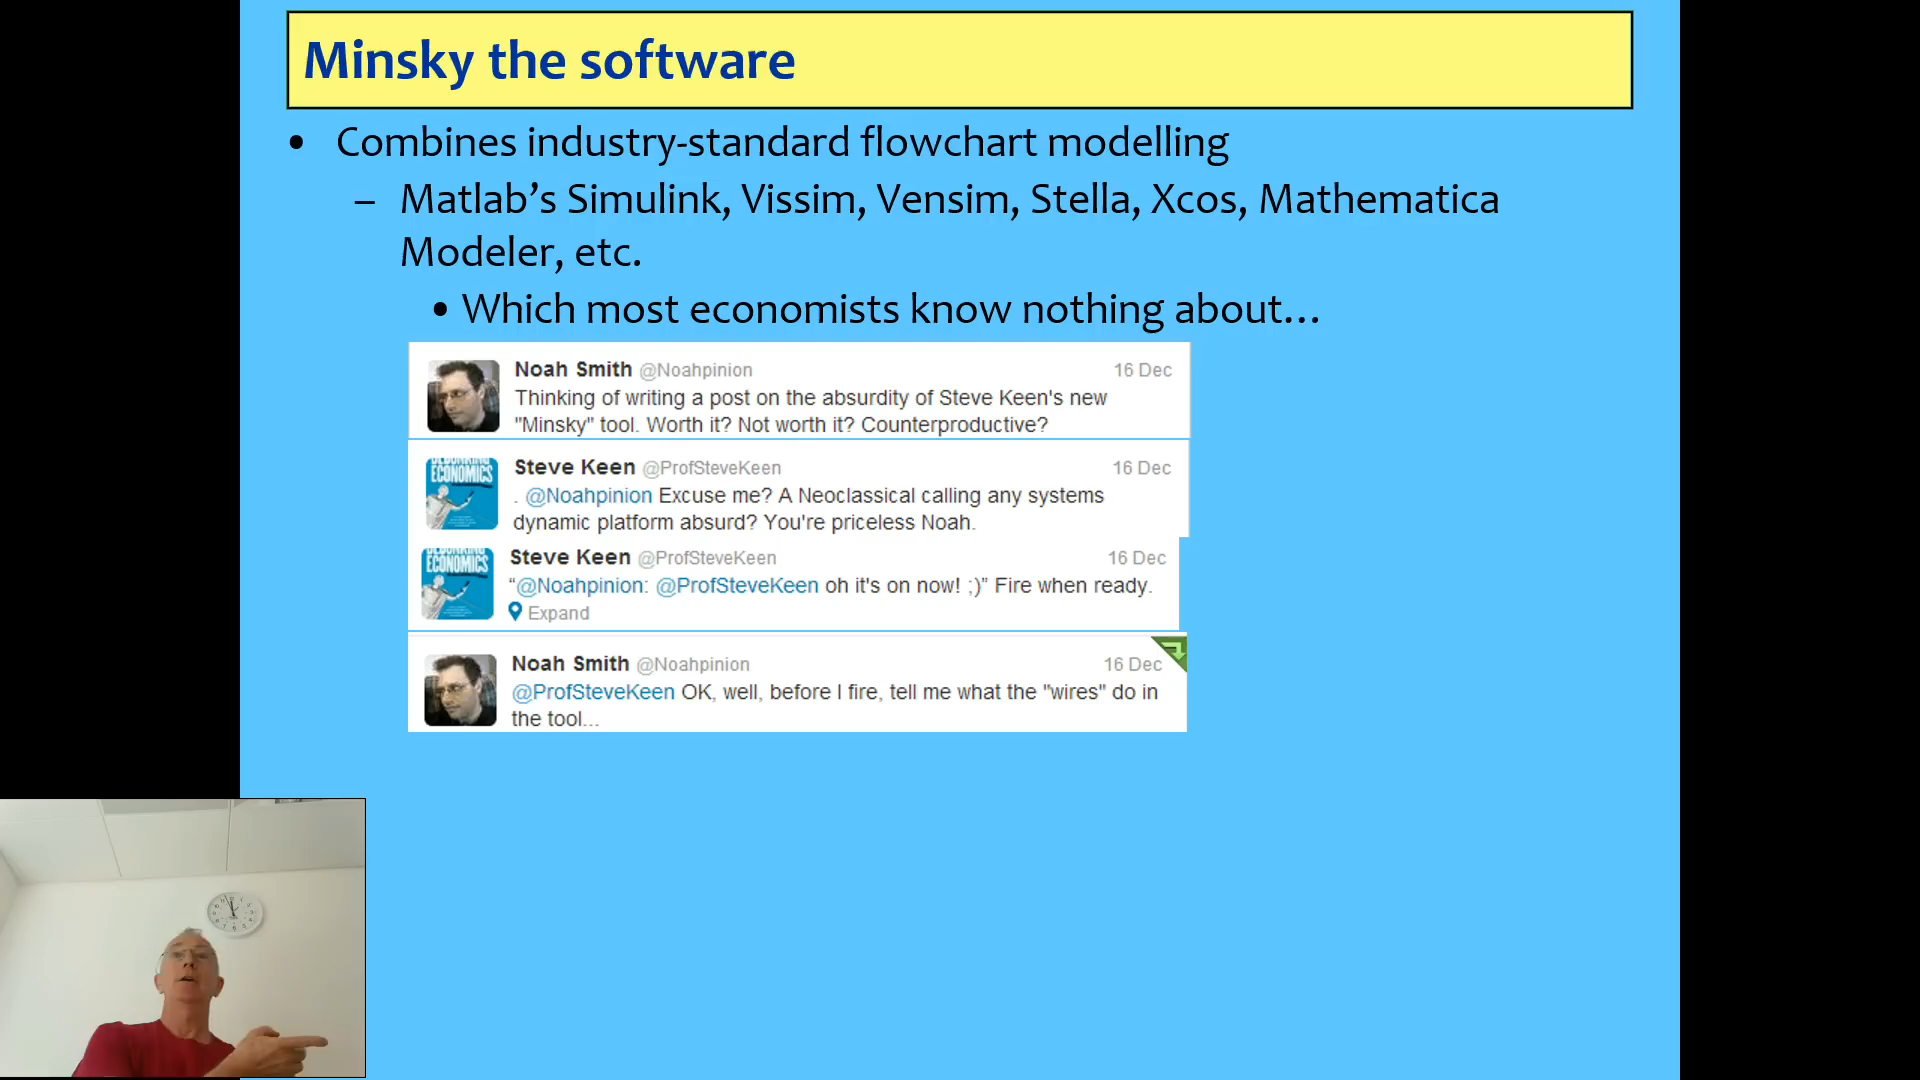 Minsky the software
• Combines industry-standard flowchart modelling
– Matlab’s Simulink, Vissim, Vensim, Stella, Xcos, Mathematica
Modeler, etc.
• Which most economists know nothing about…
Noah Smith @Noahpinion 16 Dec
Thinking of writing a post on the absurdity of Steve Keen's new
"Minsky" tool. Worth it? Not worth it? Counterproductive?
Steve Keen @ProfSteveKeen 16 Dec
. @Noahpinion Excuse me? A Neoclassical calling any systems
dynamic platform absurd? You're priceless Noah.
ECONOMICS
Steve Keen @ProfSteveKeen 16 Dec
“@Noahpinion: @ProfSteveKeen oh it's on now! ;)” Fire when ready.
Expand
ECONOMICS
Noah Smith @Noahpinion 16 Dec
@ProfSteveKeen OK, well, before I fire, tell me what the "wires" do in
the tool...